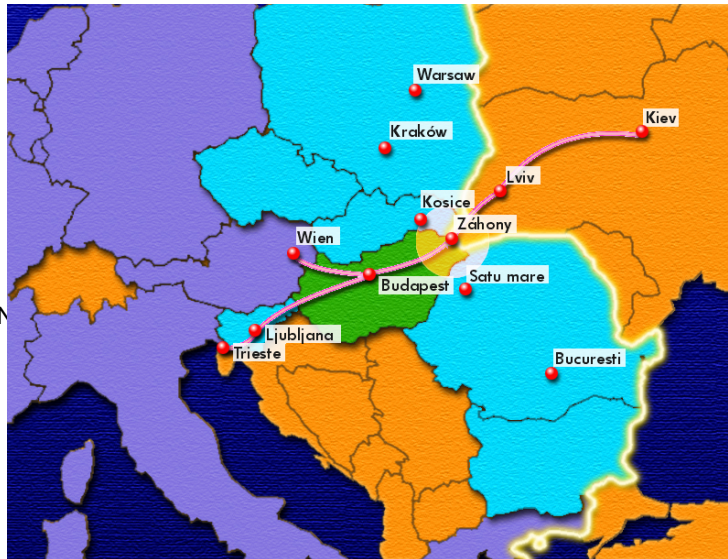 Warsaw
Kiev
Kraków
Lviv
Kosice
Záhony
Wien
Satu mare
Budapest
N
Ljubljana
Trieste
Bucuresti